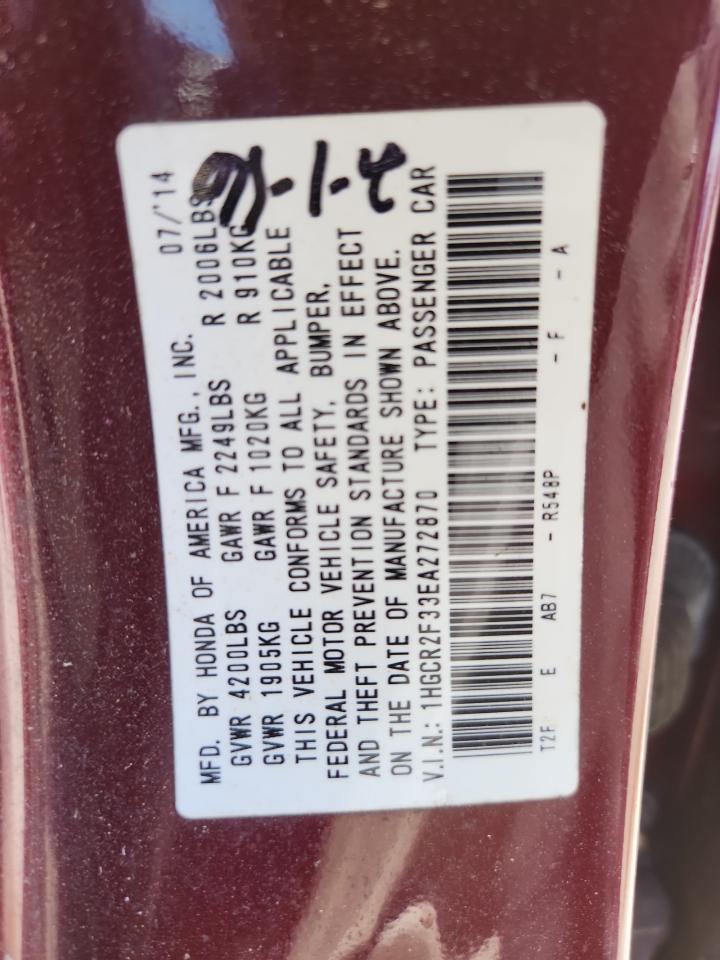 MFD. BY HONDA OF AMERICA MFG., INC. 07/'14
GVWR 4200LBS GAWR F 2249LBS R 2006LBS
GVWR 1905KG GAWR F 1020KG R 910KG
THIS VEHICLE CONFORMS TO ALL APPLICABLE
FEDERAL MOTOR VEHICLE SAFETY, BUMPER,
AND THEFT PREVENTION STANDARDS IN EFFECT
ON THE DATE OF MANUFACTURE SHOWN ABOVE.
V.I.N.: 1HGCR2F33EA272870 TYPE: PASSENGER CAR
T2F E AB7 - R548P - F - A